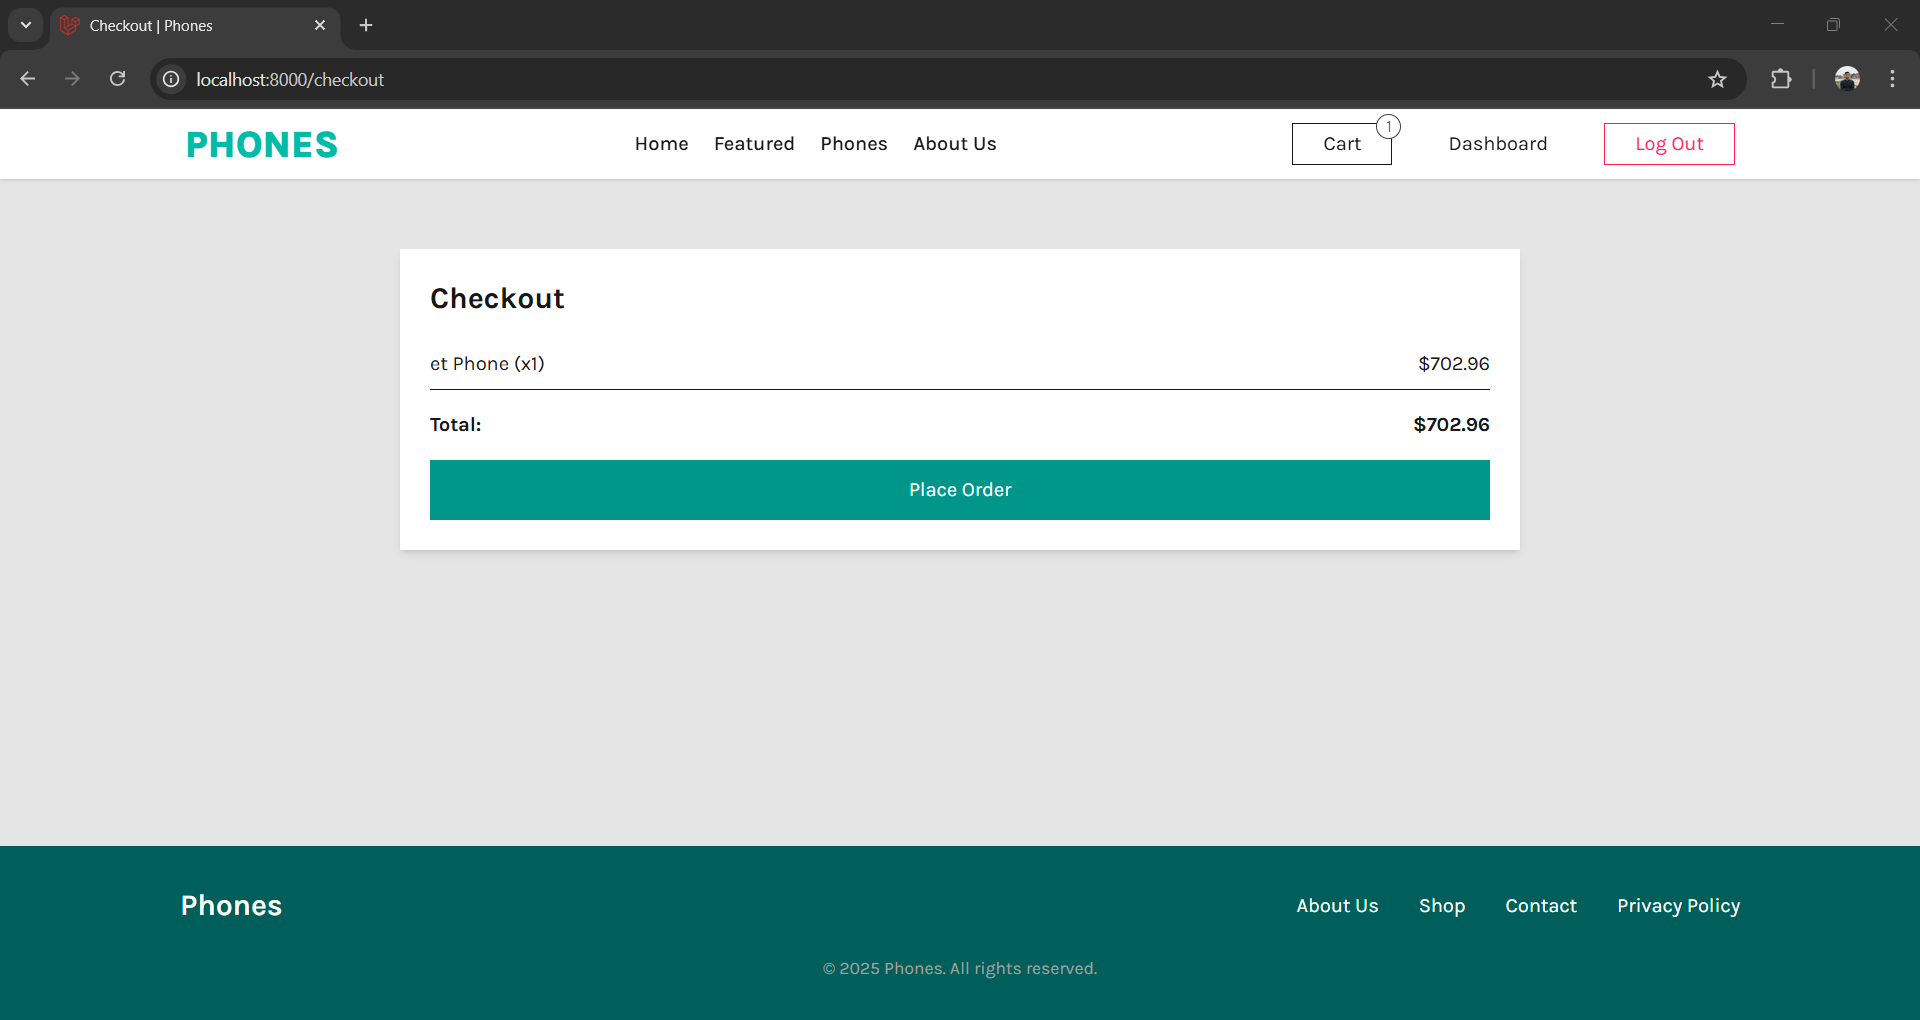 Checkout | Phones
localhost:8000/checkout
PHONES Home Featured Phones About Us Cart 1 Dashboard Log Out
Checkout
et Phone (x1) $702.96
Total: $702.96
Place Order
Phones About Us Shop Contact Privacy Policy
© 2025 Phones. All rights reserved.